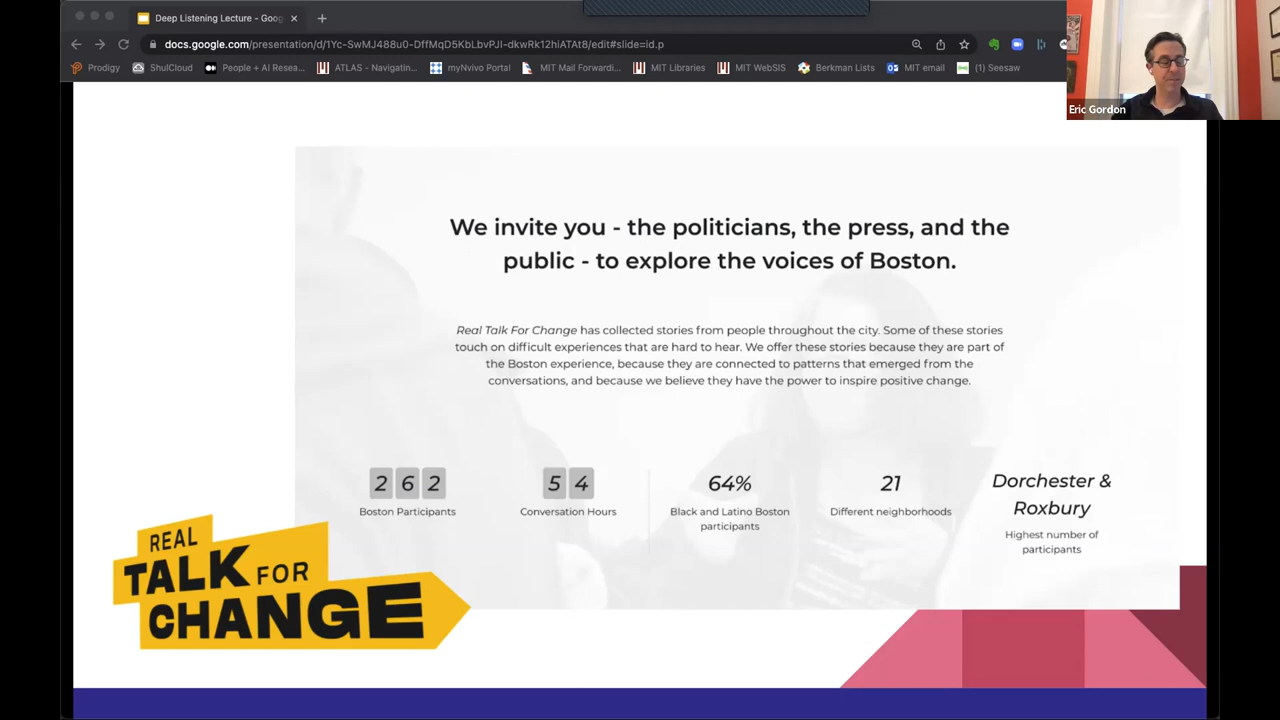 Deep Listening Lecture - Goog
docs.google.com/presentation/d/1Yc-SwMJ488u0-DffMqD5KbLbvPJI-dkwRk12hiATAt8/edit#slide=id.p
Prodigy ShulCloud People + AI Resea... ATLAS - Navigatin... myNvivo Portal MIT Mail Forwardi... MIT Libraries MIT WebSIS Berkman Lists MIT email (1) Seesaw
Eric Gordon
We invite you - the politicians, the press, and the
public - to explore the voices of Boston.
Real Talk For Change has collected stories from people throughout the city. Some of these stories
touch on difficult experiences that are hard to hear. We offer these stories because they are part of
the Boston experience, because they are connected to patterns that emerged from the
conversations, and because we believe they have the power to inspire positive change.
262
Boston Participants
54
Conversation Hours
64%
Black and Latino Boston
participants
21
Different neighborhoods
Dorchester &
Roxbury
Highest number of
participants
REAL
TALK FOR
CHANGE